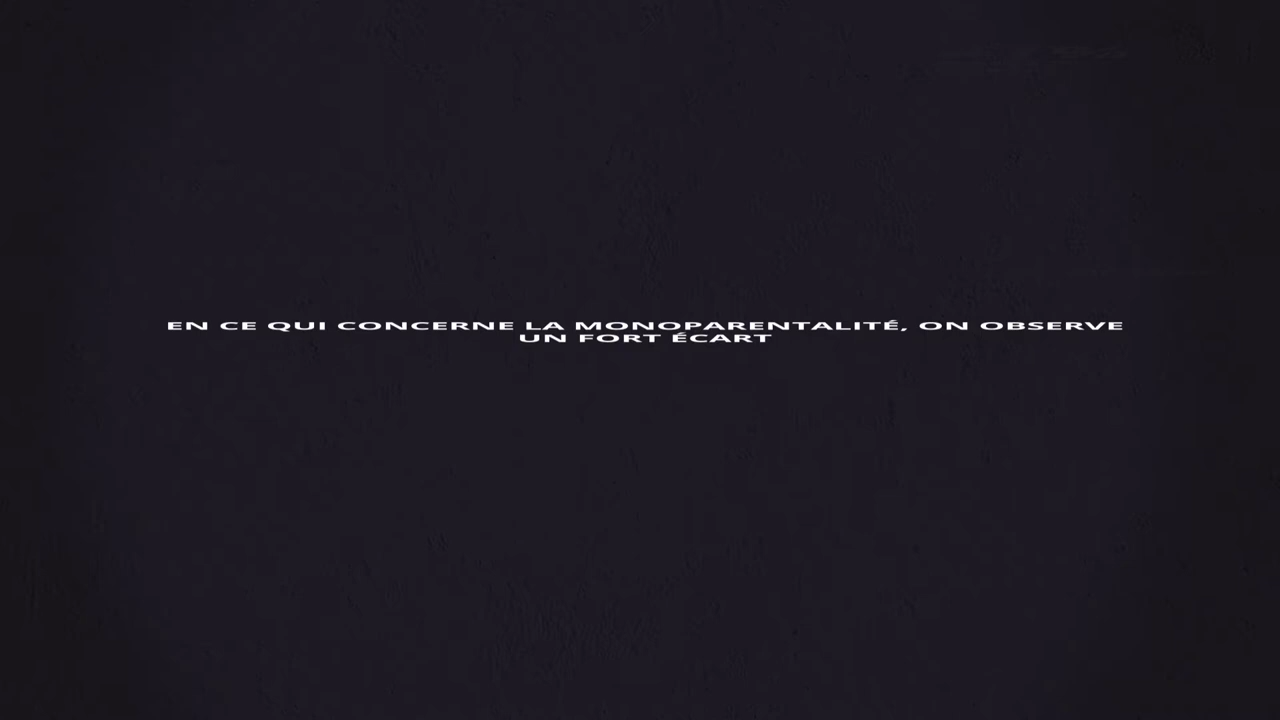 EN CE QUI CONCERNE LA MONOPARENTALITÉ, ON OBSERVE
UN FORT ÉCART